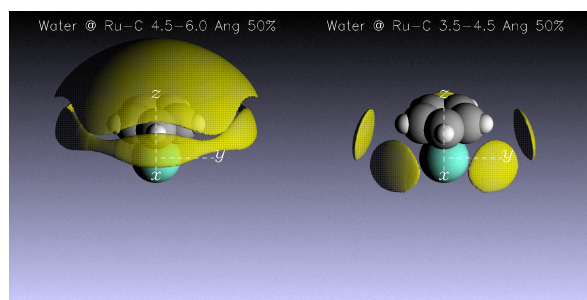 Water @ Ru-C 4.5-6.0 Ang 50%
Water @ Ru-C 3.5-4.5 Ang 50%
z
y
x
z
y
x